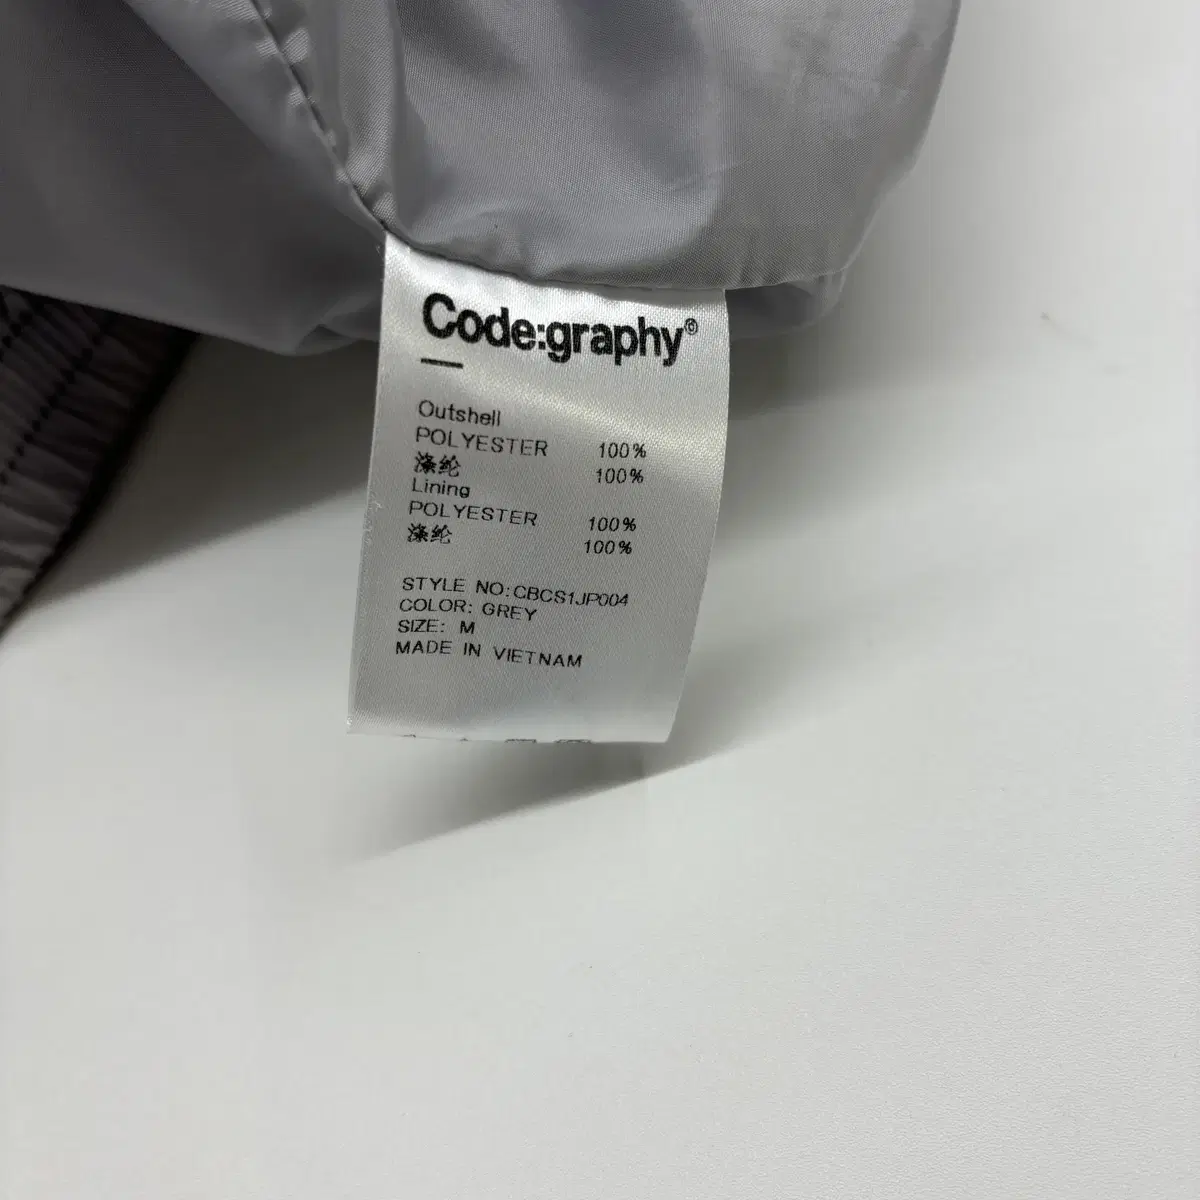 Code:graphy©
Outshell
POLYESTER 100%
涤纶 100%
Lining
POLYESTER 100%
涤纶 100%
STYLE NO:CBCS1JP004
COLOR: GREY
SIZE: M
MADE IN VIETNAM